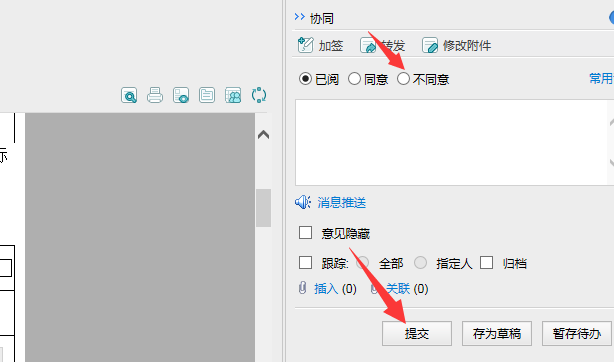 协同
加签 转发 修改附件
已阅 同意 不同意 常用
标
消息推送
意见隐藏
跟踪: 全部 指定人 归档
插入 (0) 关联 (0)
提交 存为草稿 暂存待办